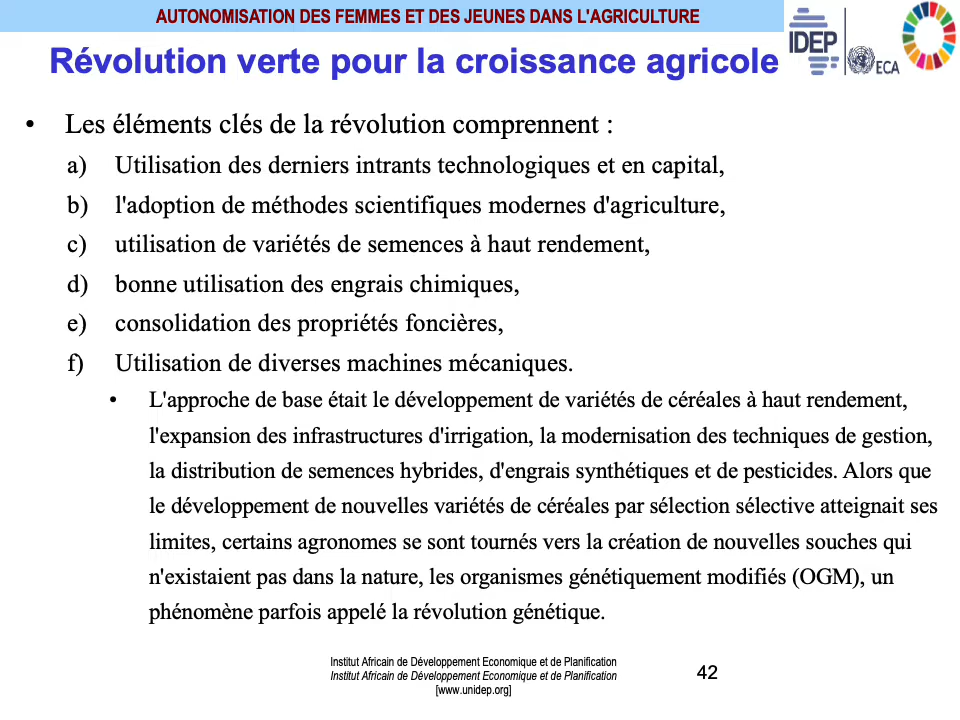 AUTONOMISATION DES FEMMES ET DES JEUNES DANS L'AGRICULTURE
IDEP
ECA
Révolution verte pour la croissance agricole
• Les éléments clés de la révolution comprennent :
a) Utilisation des derniers intrants technologiques et en capital,
b) l'adoption de méthodes scientifiques modernes d'agriculture,
c) utilisation de variétés de semences à haut rendement,
d) bonne utilisation des engrais chimiques,
e) consolidation des propriétés foncières,
f) Utilisation de diverses machines mécaniques.
• L'approche de base était le développement de variétés de céréales à haut rendement,
l'expansion des infrastructures d'irrigation, la modernisation des techniques de gestion,
la distribution de semences hybrides, d'engrais synthétiques et de pesticides. Alors que
le développement de nouvelles variétés de céréales par sélection sélective atteignait ses
limites, certains agronomes se sont tournés vers la création de nouvelles souches qui
n'existaient pas dans la nature, les organismes génétiquement modifiés (OGM), un
phénomène parfois appelé la révolution génétique.
Institut Africain de Développement Economique et de Planification
Institut Africain de Développement Economique et de Planification
[www.unidep.org]
42